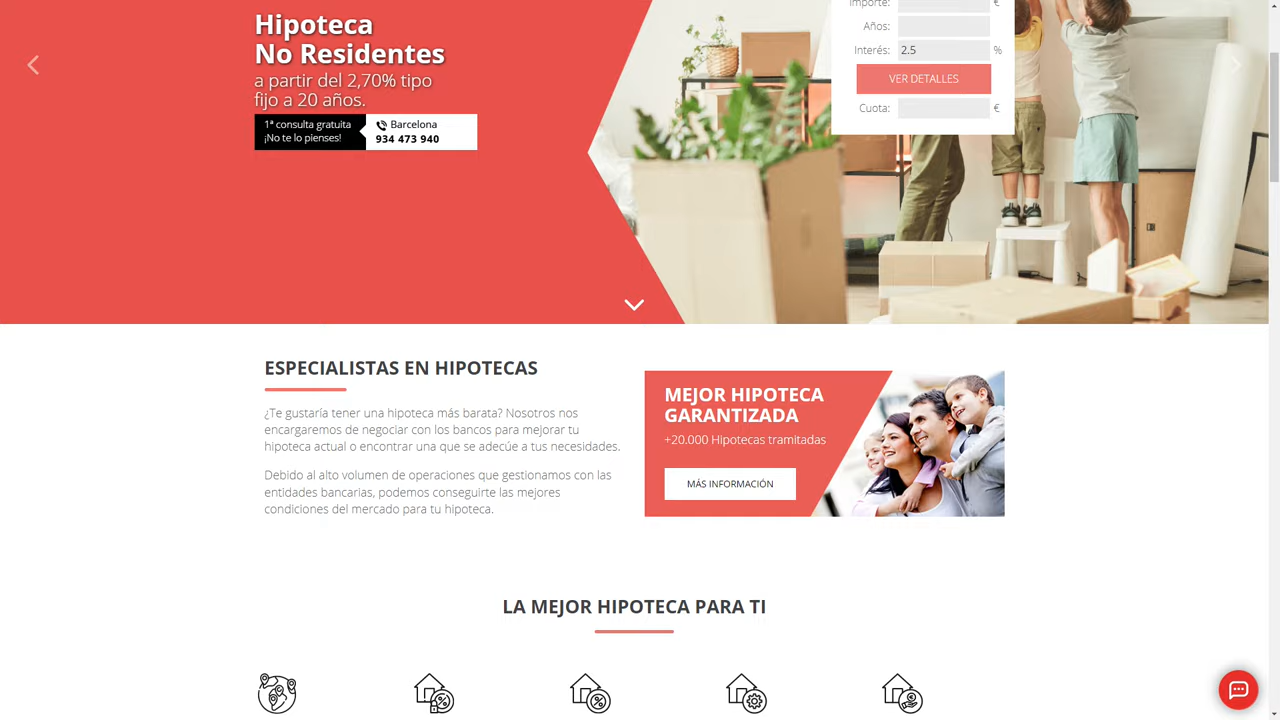 Hipoteca
No Residentes
a partir del 2,70% tipo
fijo a 20 años.
1ª consulta gratuita
¡No te lo pienses!
Barcelona
934 473 940
Importe: €
Años:
Interés: 2.5 %
VER DETALLES
Cuota: €
ESPECIALISTAS EN HIPOTECAS
¿Te gustaría tener una hipoteca más barata? Nosotros nos
encargaremos de negociar con los bancos para mejorar tu
hipoteca actual o encontrar una que se adecúe a tus necesidades.
Debido al alto volumen de operaciones que gestionamos con las
entidades bancarias, podemos conseguirte las mejores
condiciones del mercado para tu hipoteca.
MEJOR HIPOTECA
GARANTIZADA
+20.000 Hipotecas tramitadas
MÁS INFORMACIÓN
LA MEJOR HIPOTECA PARA TI